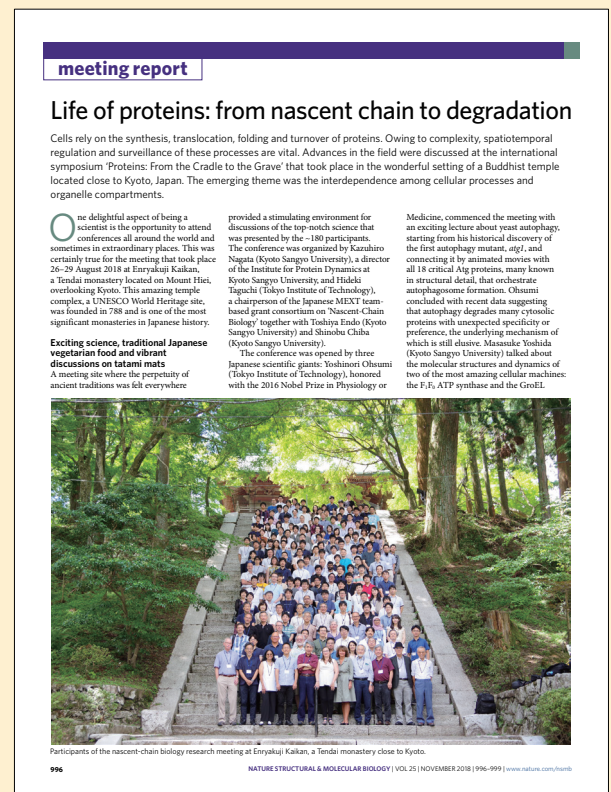 meeting report
Life of proteins: from nascent chain to degradation
Cells rely on the synthesis, translocation, folding and turnover of proteins. Owing to complexity, spatiotemporal
regulation and surveillance of these processes are vital. Advances in the field were discussed at the international
symposium ‘Proteins: From the Cradle to the Grave’ that took place in the wonderful setting of a Buddhist temple
located close to Kyoto, Japan. The emerging theme was the interdependence among cellular processes and
organelle compartments.
One delightful aspect of being a
scientist is the opportunity to attend
conferences all around the world and
sometimes in extraordinary places. This was
certainly true for the meeting that took place
26–29 August 2018 at Enryakuji Kaikan,
a Tendai monastery located on Mount Hiei,
overlooking Kyoto. This amazing temple
complex, a UNESCO World Heritage site,
was founded in 788 and is one of the most
significant monasteries in Japanese history.
Exciting science, traditional Japanese
vegetarian food and vibrant
discussions on tatami mats
A meeting site where the perpetuity of
ancient traditions was felt everywhere
provided a stimulating environment for
discussions of the top-notch science that
was presented by the ~180 participants.
The conference was organized by Kazuhiro
Nagata (Kyoto Sangyo University), a director
of the Institute for Protein Dynamics at
Kyoto Sangyo University, and Hideki
Taguchi (Tokyo Institute of Technology),
a chairperson of the Japanese MEXT team-
based grant consortium on ‘Nascent-Chain
Biology’ together with Toshiya Endo (Kyoto
Sangyo University) and Shinobu Chiba
(Kyoto Sangyo University).
The conference was opened by three
Japanese scientific giants: Yoshinori Ohsumi
(Tokyo Institute of Technology), honored
with the 2016 Nobel Prize in Physiology or
Medicine, commenced the meeting with
an exciting lecture about yeast autophagy,
starting from his historical discovery of
the first autophagy mutant, atg1, and
connecting it by animated movies with
all 18 critical Atg proteins, many known
in structural detail, that orchestrate
autophagosome formation. Ohsumi
concluded with recent data suggesting
that autophagy degrades many cytosolic
proteins with unexpected specificity or
preference, the underlying mechanism of
which is still elusive. Masasuke Yoshida
(Kyoto Sangyo University) talked about
the molecular structures and dynamics of
two of the most amazing cellular machines:
the F₁F₀ ATP synthase and the GroEL
Participants of the nascent-chain biology research meeting at Enryakuji Kaikan, a Tendai monastery close to Kyoto.
996
NATURE STRUCTURAL & MOLECULAR BIOLOGY | VOL 25 | NOVEMBER 2018 | 996–999 | www.nature.com/nsmb